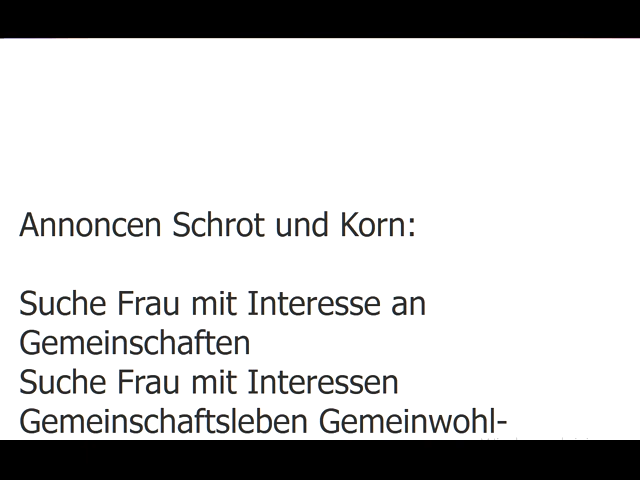 Annoncen Schrot und Korn:
Suche Frau mit Interesse an
Gemeinschaften
Suche Frau mit Interessen
Gemeinschaftsleben Gemeinwohl-